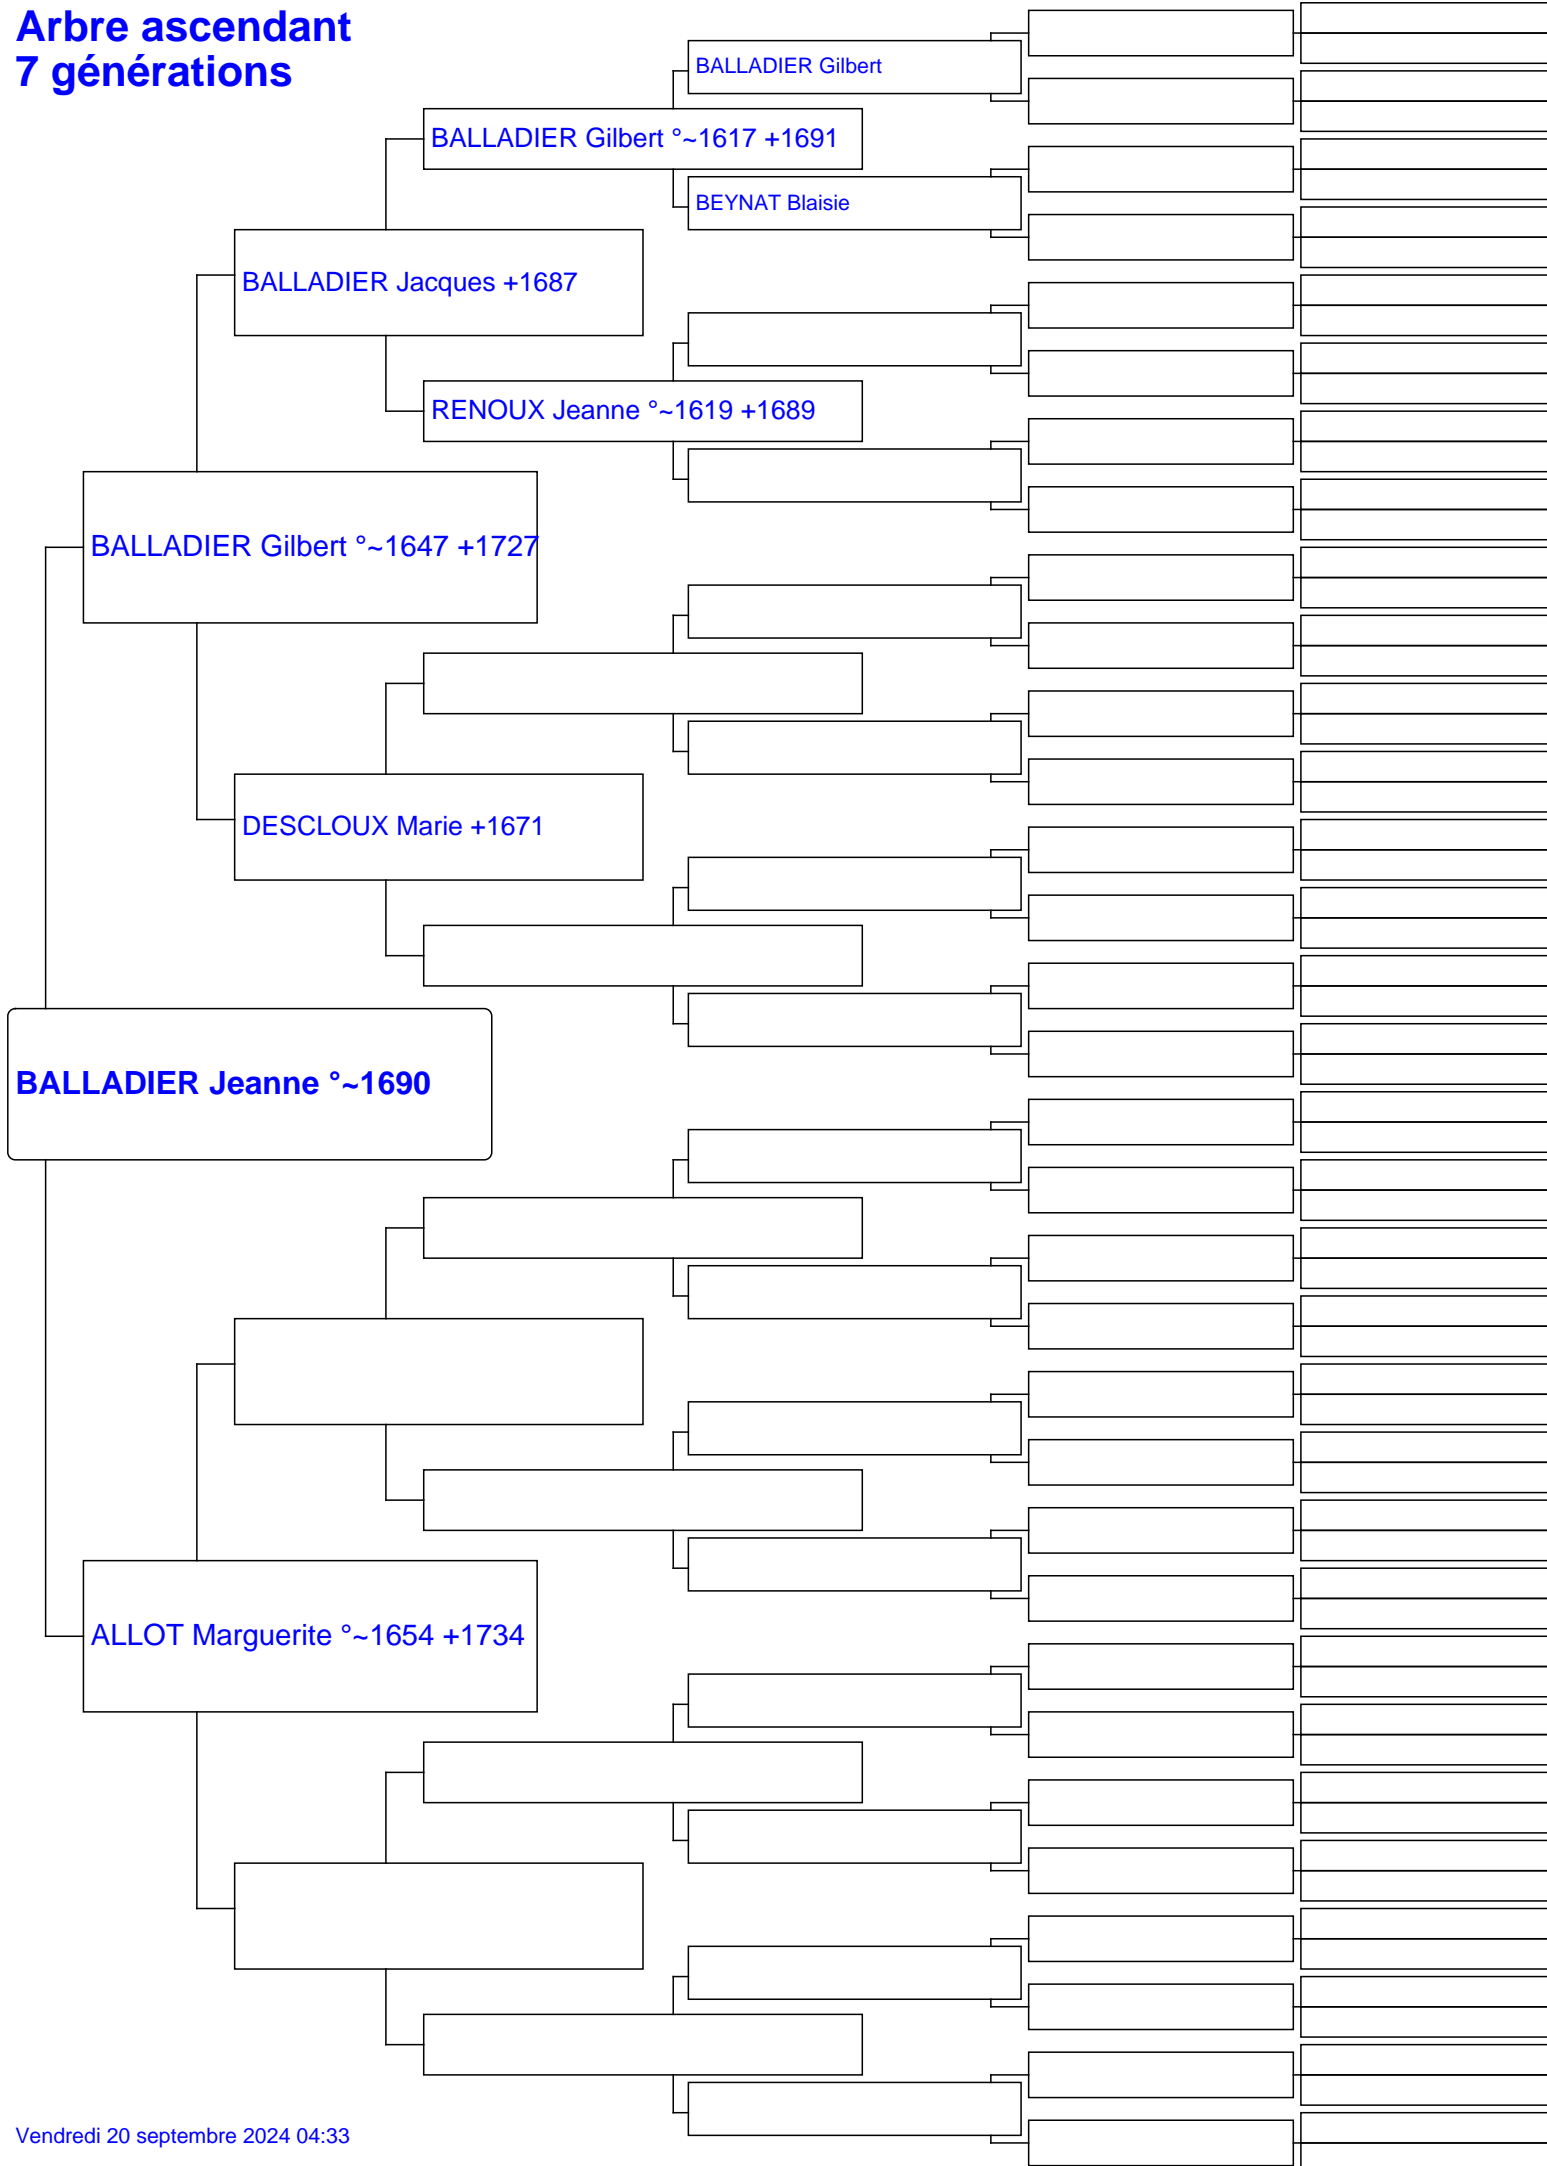 Arbre ascendant
7 générations
BALLADIER Gilbert
BALLADIER Gilbert °~1617 +1691
BEYNAT Blaisie
BALLADIER Jacques +1687
RENOUX Jeanne °~1619 +1689
BALLADIER Gilbert °~1647 +1727
DESCLOUX Marie +1671
BALLADIER Jeanne °~1690
ALLOT Marguerite °~1654 +1734
Vendredi 20 septembre 2024 04:33